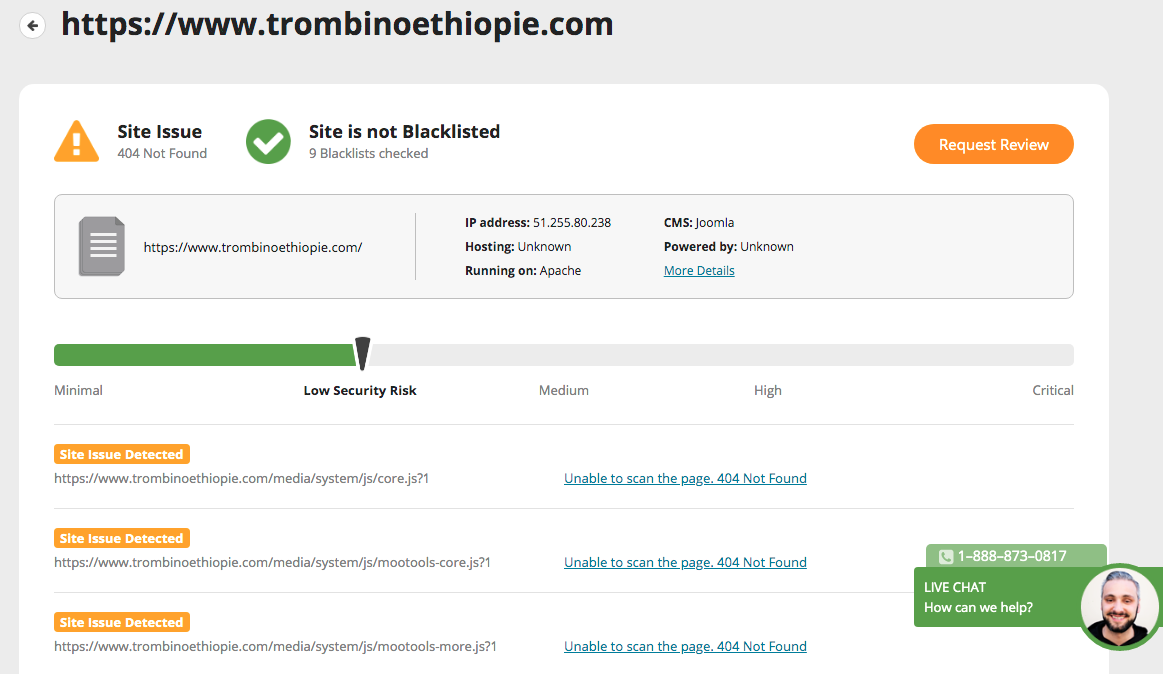 https://www.trombinoethiopie.com
Site Issue
404 Not Found
Site is not Blacklisted
9 Blacklists checked
Request Review
https://www.trombinoethiopie.com/
IP address: 51.255.80.238
Hosting: Unknown
Running on: Apache
CMS: Joomla
Powered by: Unknown
More Details
Minimal
Low Security Risk
Medium
High
Critical
Site Issue Detected
https://www.trombinoethiopie.com/media/system/js/core.js?1
Unable to scan the page. 404 Not Found
Site Issue Detected
https://www.trombinoethiopie.com/media/system/js/mootools-core.js?1
Unable to scan the page. 404 Not Found
Site Issue Detected
https://www.trombinoethiopie.com/media/system/js/mootools-more.js?1
Unable to scan the page. 404 Not Found
1–888–873–0817
LIVE CHAT
How can we help?